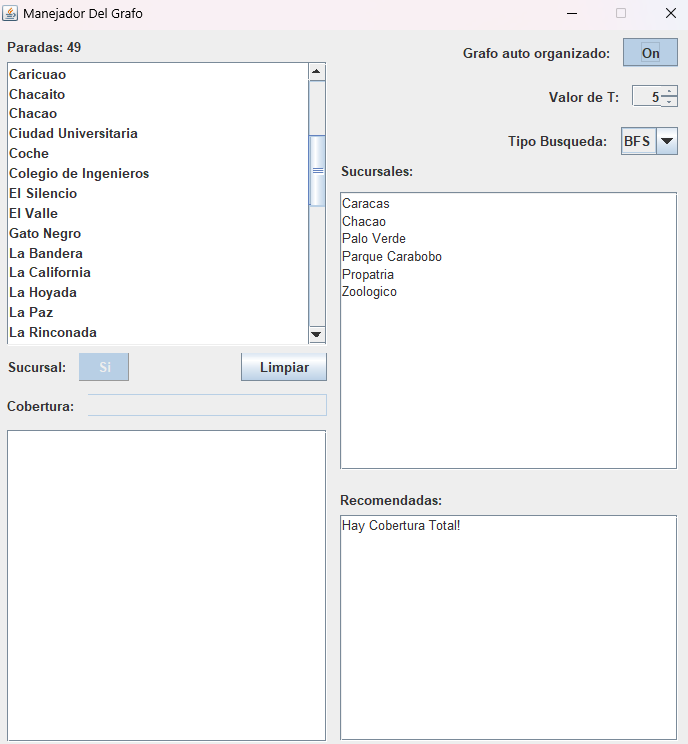 Manejador Del Grafo
Paradas: 49
Caricuao
Chacaito
Chacao
Ciudad Universitaria
Coche
Colegio de Ingenieros
El Silencio
El Valle
Gato Negro
La Bandera
La California
La Hoyada
La Paz
La Rinconada
Sucursal:
Si
Limpiar
Cobertura:
Grafo auto organizado:
On
Valor de T:
5
Tipo Busqueda:
BFS
Sucursales:
Caracas
Chacao
Palo Verde
Parque Carabobo
Propatria
Zoologico
Recomendadas:
Hay Cobertura Total!